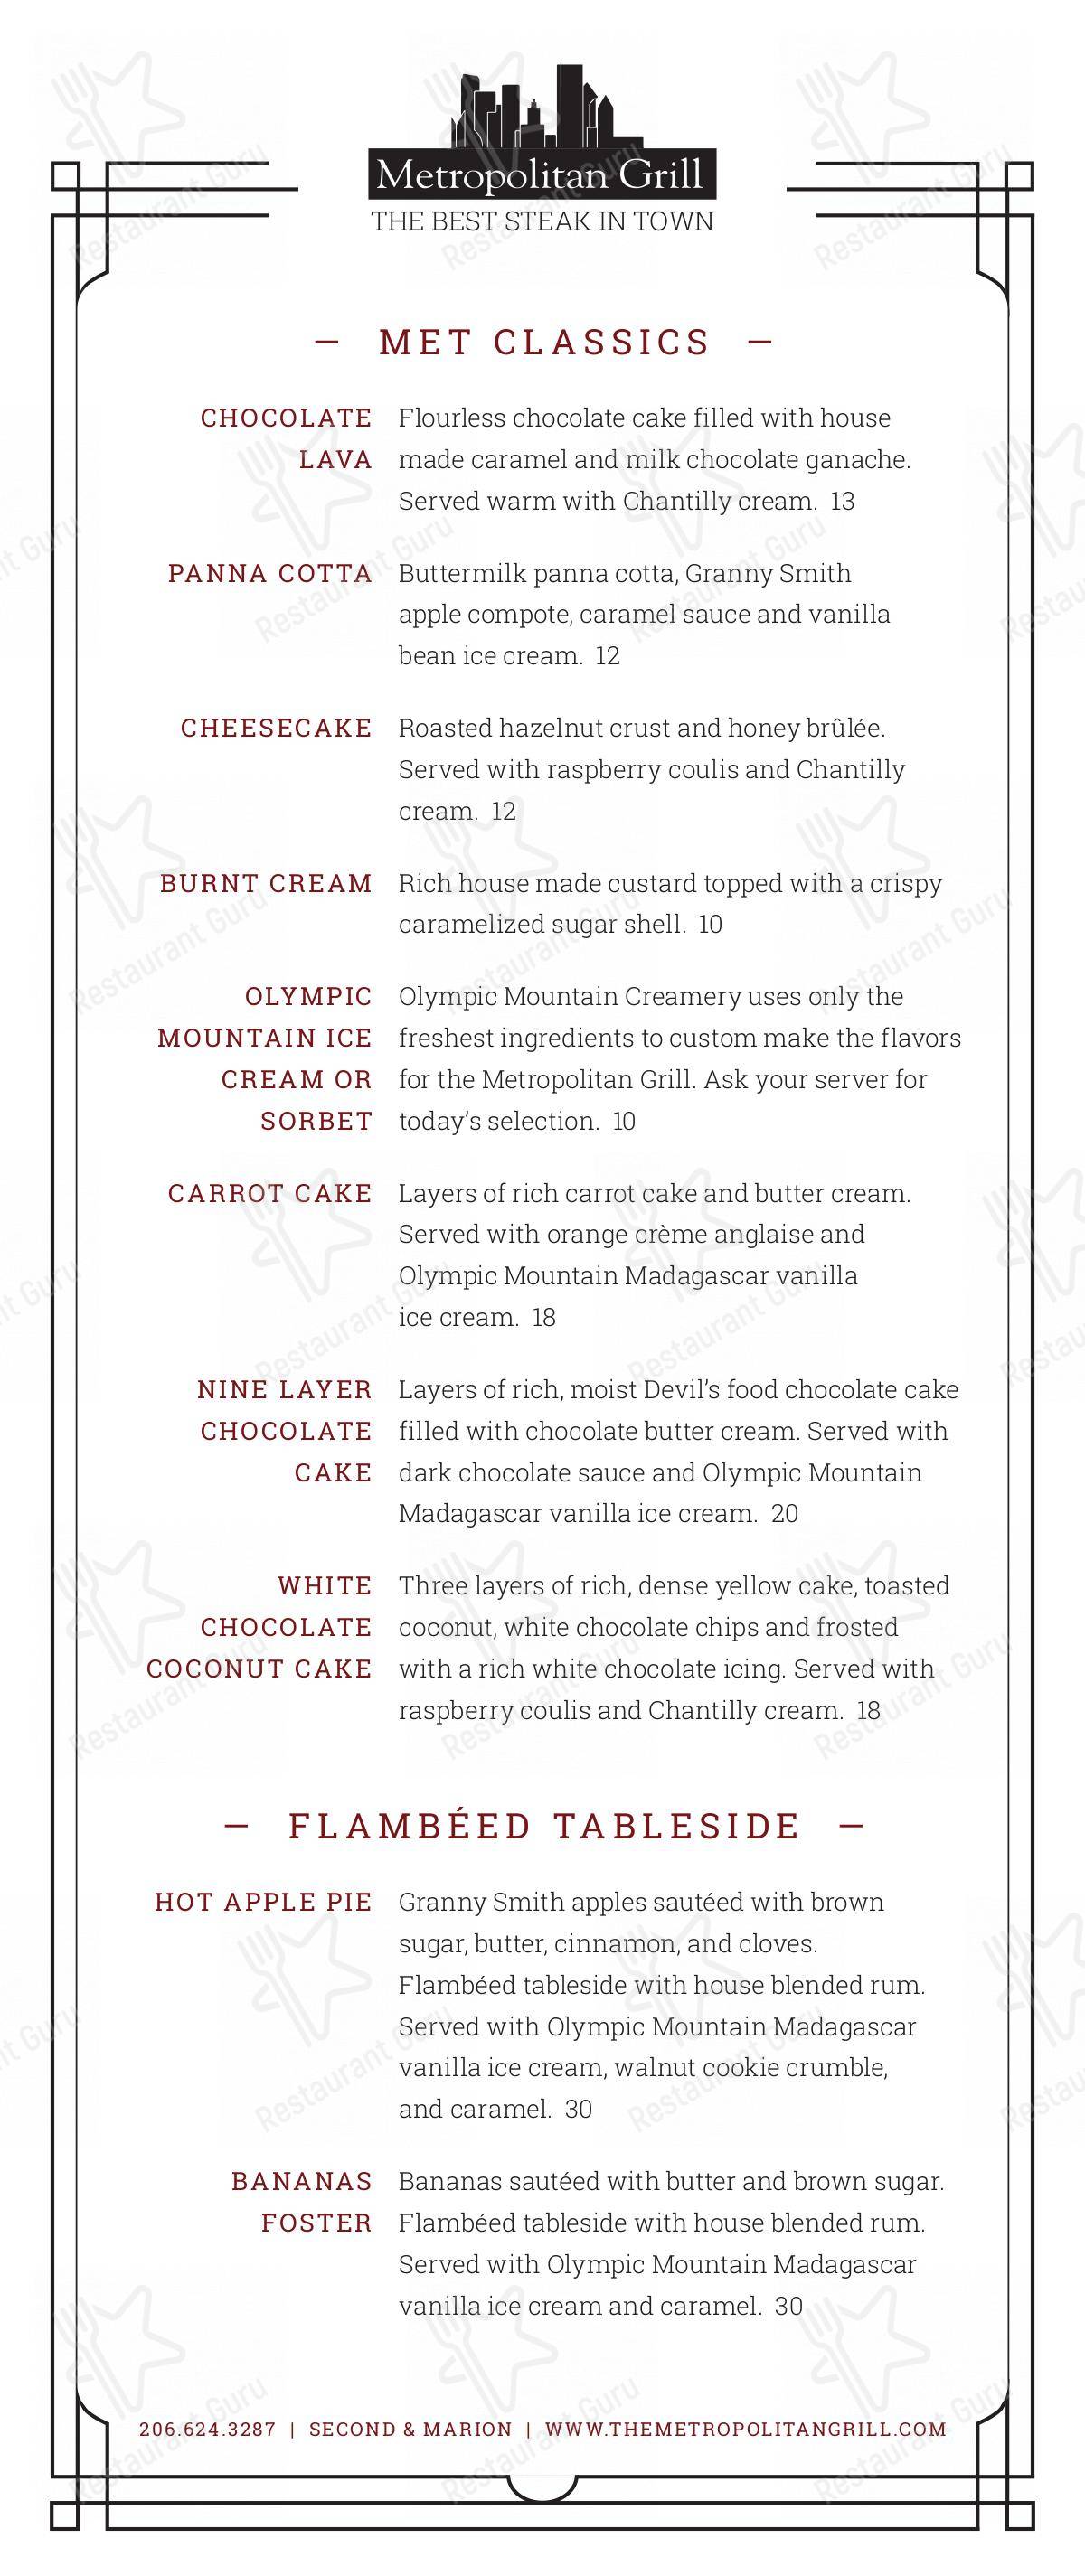 Metropolitan Grill
THE BEST STEAK IN TOWN
— MET CLASSICS —
CHOCOLATE LAVA
Flourless chocolate cake filled with house
made caramel and milk chocolate ganache.
Served warm with Chantilly cream. 13
PANNA COTTA
Buttermilk panna cotta, Granny Smith
apple compote, caramel sauce and vanilla
bean ice cream. 12
CHEESECAKE
Roasted hazelnut crust and honey brûlée.
Served with raspberry coulis and Chantilly
cream. 12
BURNT CREAM
Rich house made custard topped with a crispy
caramelized sugar shell. 10
OLYMPIC
MOUNTAIN ICE
CREAM OR
SORBET
Olympic Mountain Creamery uses only the
freshest ingredients to custom make the flavors
for the Metropolitan Grill. Ask your server for
today's selection. 10
CARROT CAKE
Layers of rich carrot cake and butter cream.
Served with orange crème anglaise and
Olympic Mountain Madagascar vanilla
ice cream. 18
NINE LAYER
CHOCOLATE
CAKE
Layers of rich, moist Devil's food chocolate cake
filled with chocolate butter cream. Served with
dark chocolate sauce and Olympic Mountain
Madagascar vanilla ice cream. 20
WHITE
CHOCOLATE
COCONUT CAKE
Three layers of rich, dense yellow cake, toasted
coconut, white chocolate chips and frosted
with a rich white chocolate icing. Served with
raspberry coulis and Chantilly cream. 18
— FLAMBÉED TABLESIDE —
HOT APPLE PIE
Granny Smith apples sautéed with brown
sugar, butter, cinnamon, and cloves.
Flambéed tableside with house blended rum.
Served with Olympic Mountain Madagascar
vanilla ice cream, walnut cookie crumble,
and caramel. 30
BANANAS
FOSTER
Bananas sautéed with butter and brown sugar.
Flambéed tableside with house blended rum.
Served with Olympic Mountain Madagascar
vanilla ice cream and caramel. 30
206.624.3287 | SECOND & MARION | WWW.THEMETROPOLITANGRILL.COM
Restaurant Guru